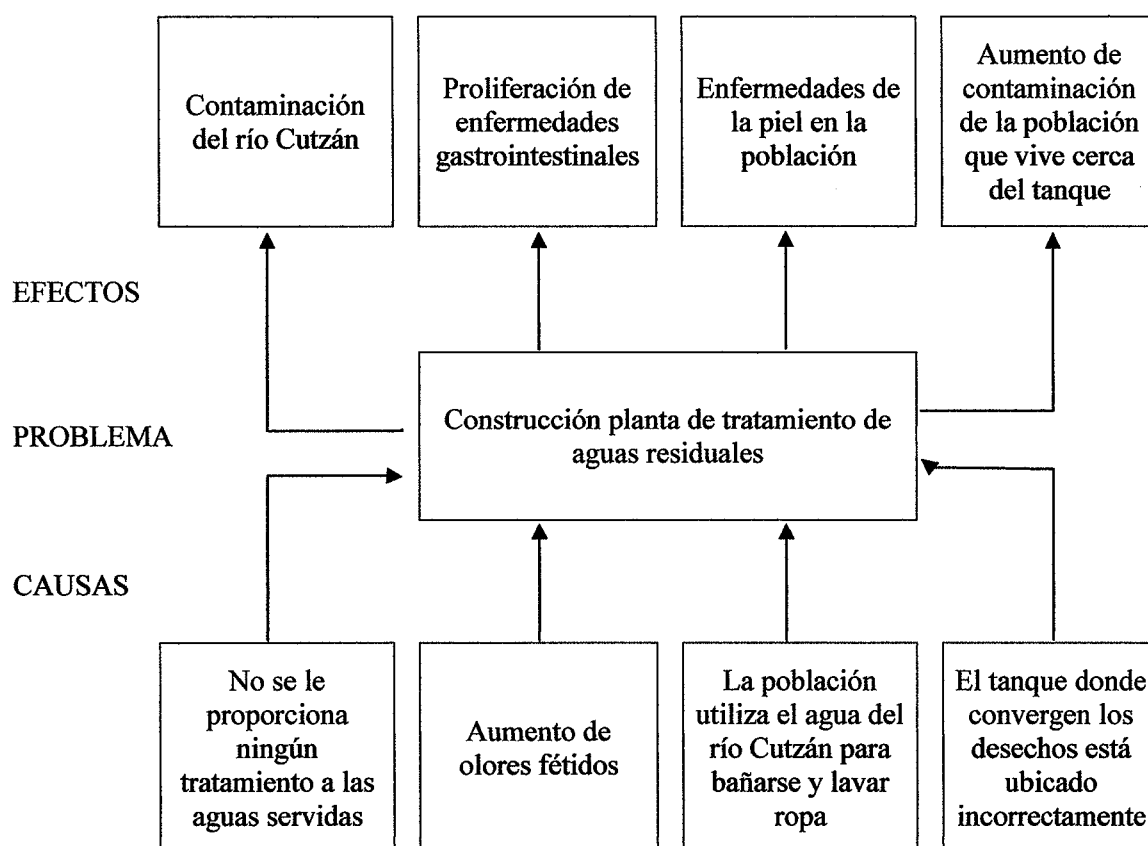 Contaminación
del río Cutzán
Proliferación de
enfermedades
gastrointestinales
Enfermedades de
la piel en la
población
Aumento de
contaminación
de la población
que vive cerca
del tanque
EFECTOS
PROBLEMA
Construcción planta de tratamiento de
aguas residuales
CAUSAS
No se le
proporciona
ningún
tratamiento a las
aguas servidas
Aumento de
olores fétidos
La población
utiliza el agua del
río Cutzán para
bañarse y lavar
ropa
El tanque donde
convergen los
desechos está
ubicado
incorrectamente